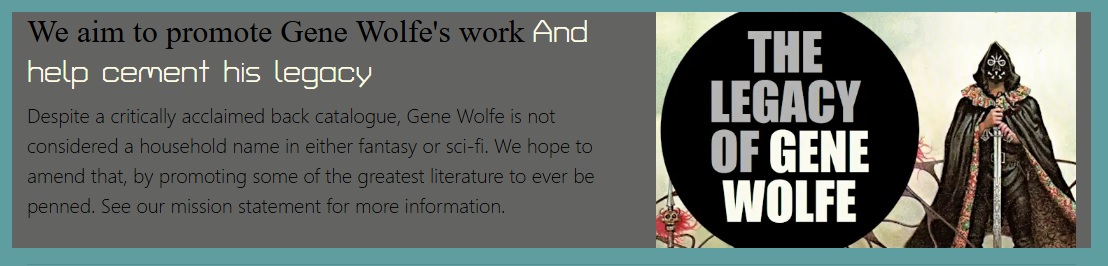 We aim to promote Gene Wolfe's work And
help cement his legacy
Despite a critically acclaimed back catalogue, Gene Wolfe is not
considered a household name in either fantasy or sci-fi. We hope to
amend that, by promoting some of the greatest literature to ever be
penned. See our mission statement for more information.
THE
LEGACY
OF GENE
WOLFE